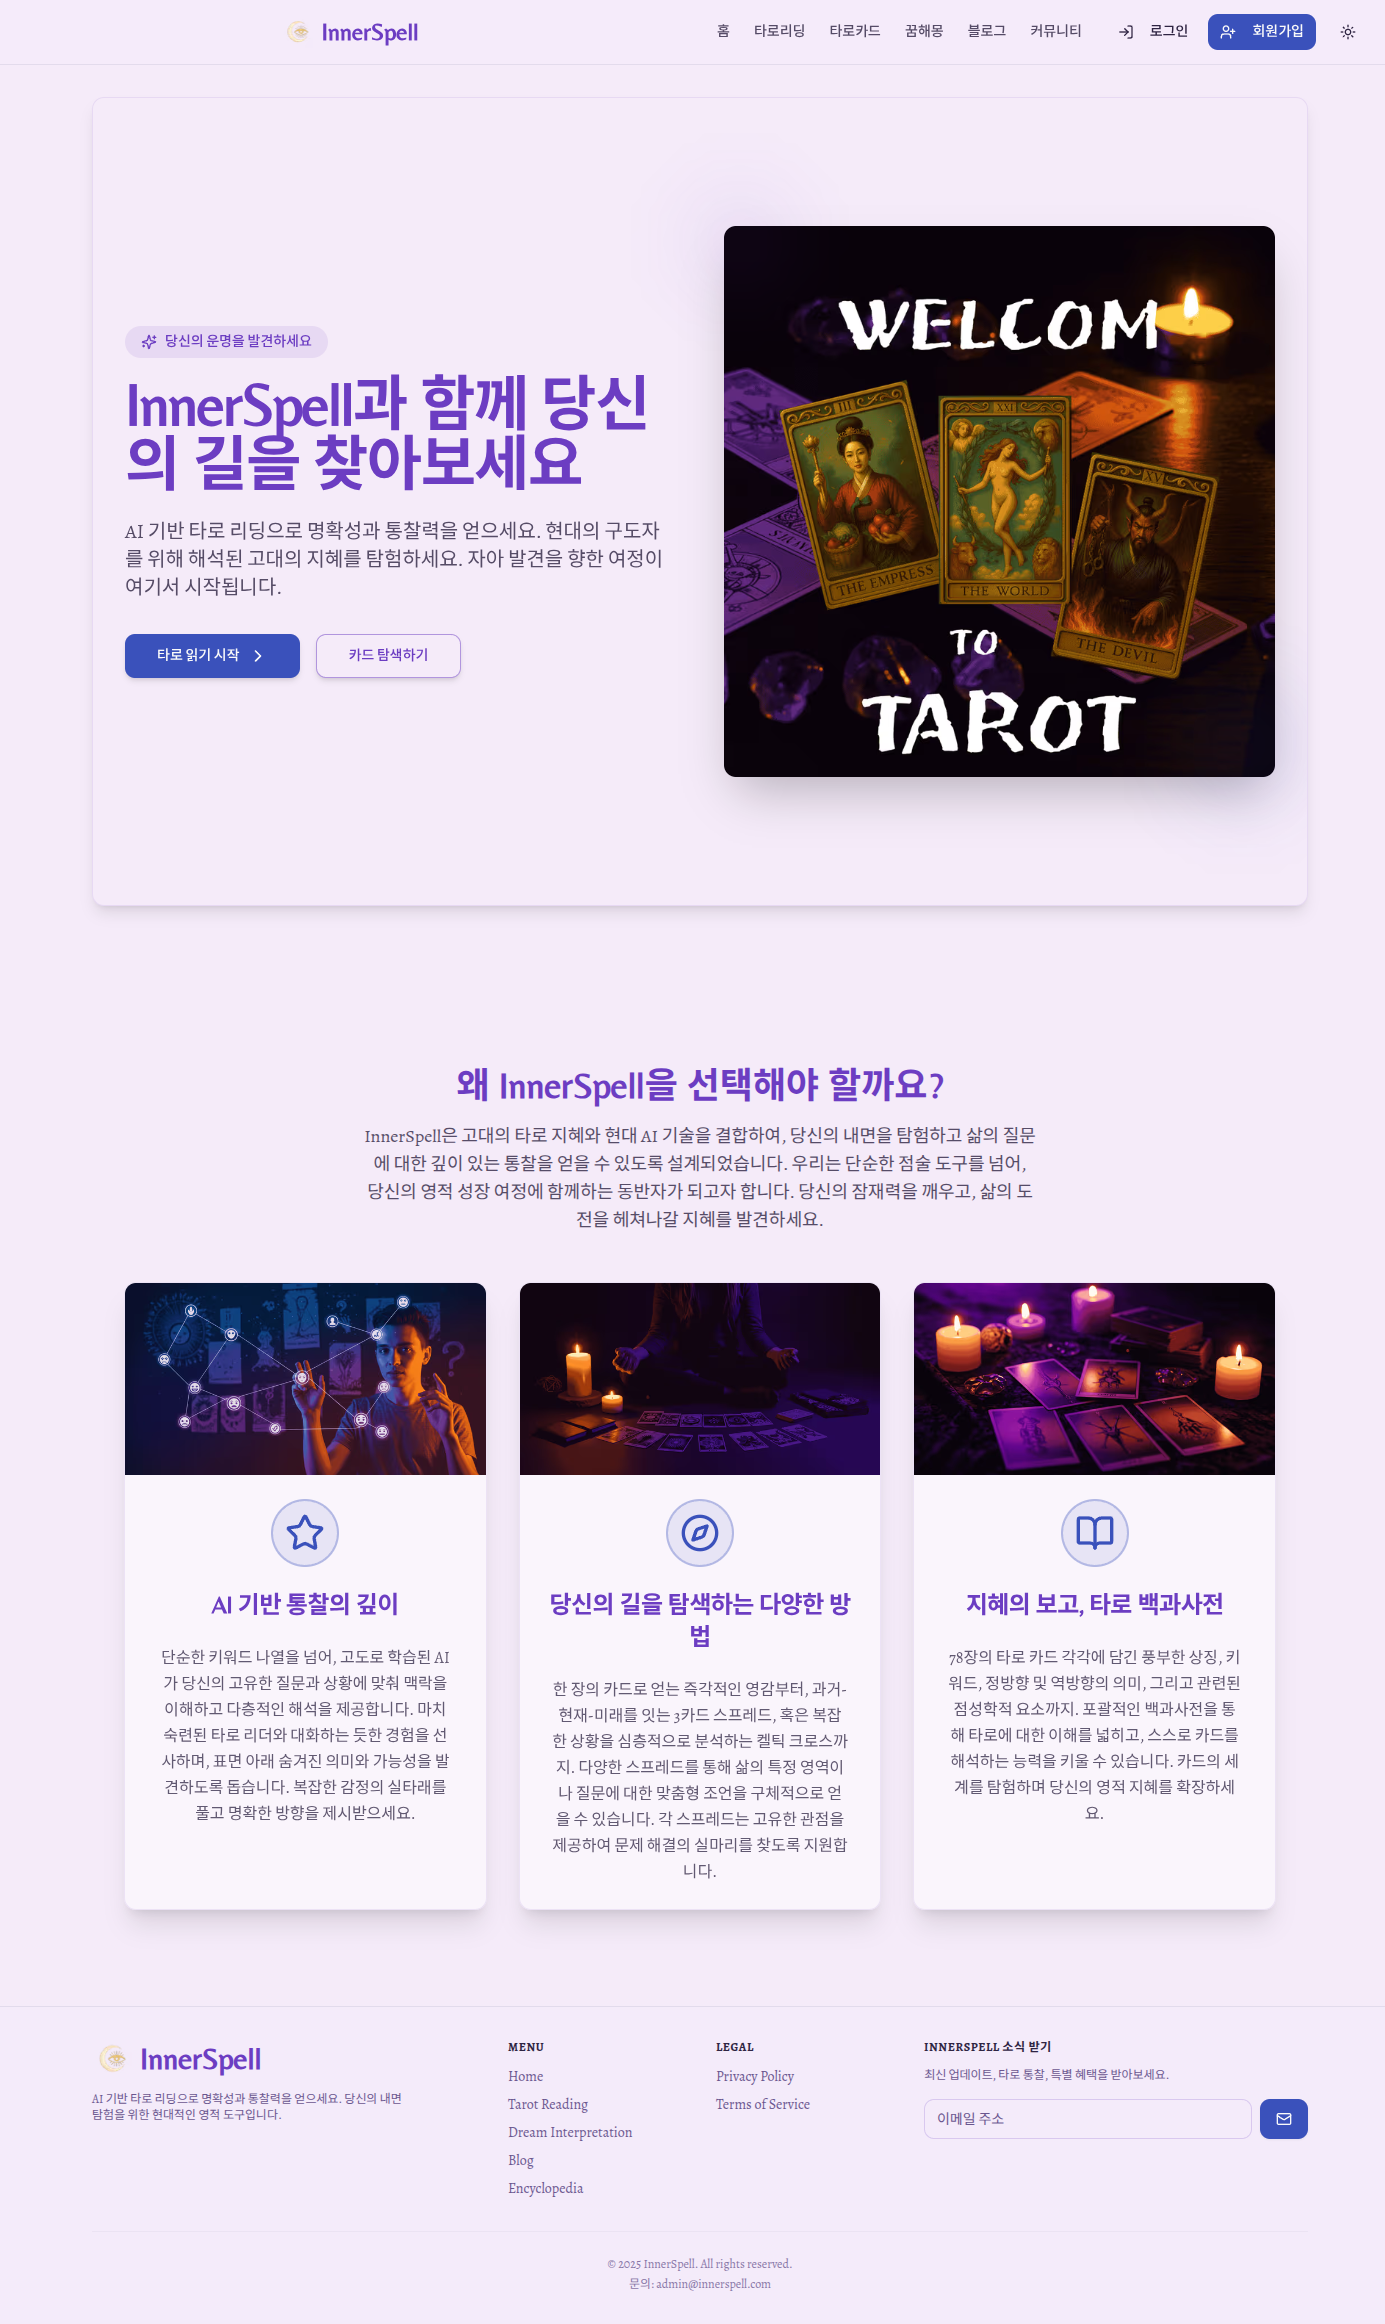 InnerSpell
홈 타로리딩 타로카드 꿈해몽 블로그 커뮤니티 로그인 회원가입
당신의 운명을 발견하세요
InnerSpell과 함께 당신
의 길을 찾아보세요
AI 기반 타로 리딩으로 명확성과 통찰력을 얻으세요. 현대의 구도자
를 위해 해석된 고대의 지혜를 탐험하세요. 자아 발견을 향한 여정이
여기서 시작됩니다.
타로 읽기 시작
카드 탐색하기
WELCOM
III
THE EMPRESS
XXI
THE WORLD
XV
THE DEVIL
TO
TAROT
왜 InnerSpell을 선택해야 할까요?
InnerSpell은 고대의 타로 지혜와 현대 AI 기술을 결합하여, 당신의 내면을 탐험하고 삶의 질문
에 대한 깊이 있는 통찰을 얻을 수 있도록 설계되었습니다. 우리는 단순한 점술 도구를 넘어,
당신의 영적 성장 여정에 함께하는 동반자가 되고자 합니다. 당신의 잠재력을 깨우고, 삶의 도
전을 헤쳐나갈 지혜를 발견하세요.
AI 기반 통찰의 깊이
단순한 키워드 나열을 넘어, 고도로 학습된 AI
가 당신의 고유한 질문과 상황에 맞춰 맥락을
이해하고 다층적인 해석을 제공합니다. 마치
숙련된 타로 리더와 대화하는 듯한 경험을 선
사하며, 표면 아래 숨겨진 의미와 가능성을 발
견하도록 돕습니다. 복잡한 감정의 실타래를
풀고 명확한 방향을 제시받으세요.
당신의 길을 탐색하는 다양한 방
법
한 장의 카드로 얻는 즉각적인 영감부터, 과거-
현재-미래를 잇는 3카드 스프레드, 혹은 복잡
한 상황을 심층적으로 분석하는 켈틱 크로스까
지. 다양한 스프레드를 통해 삶의 특정 영역이
나 질문에 대한 맞춤형 조언을 구체적으로 얻
을 수 있습니다. 각 스프레드는 고유한 관점을
제공하여 문제 해결의 실마리를 찾도록 지원합
니다.
지혜의 보고, 타로 백과사전
78장의 타로 카드 각각에 담긴 풍부한 상징, 키
워드, 정방향 및 역방향의 의미, 그리고 관련된
점성학적 요소까지. 포괄적인 백과사전을 통
해 타로에 대한 이해를 넓히고, 스스로 카드를
해석하는 능력을 키울 수 있습니다. 카드의 세
계를 탐험하며 당신의 영적 지혜를 확장하세
요.
InnerSpell
AI 기반 타로 리딩으로 명확성과 통찰력을 얻으세요. 당신의 내면
탐험을 위한 현대적인 영적 도구입니다.
MENU
Home
Tarot Reading
Dream Interpretation
Blog
Encyclopedia
LEGAL
Privacy Policy
Terms of Service
INNERSPELL 소식 받기
최신 업데이트, 타로 통찰, 특별 혜택을 받아보세요.
이메일 주소
© 2025 InnerSpell. All rights reserved.
문의: admin@innerspell.com